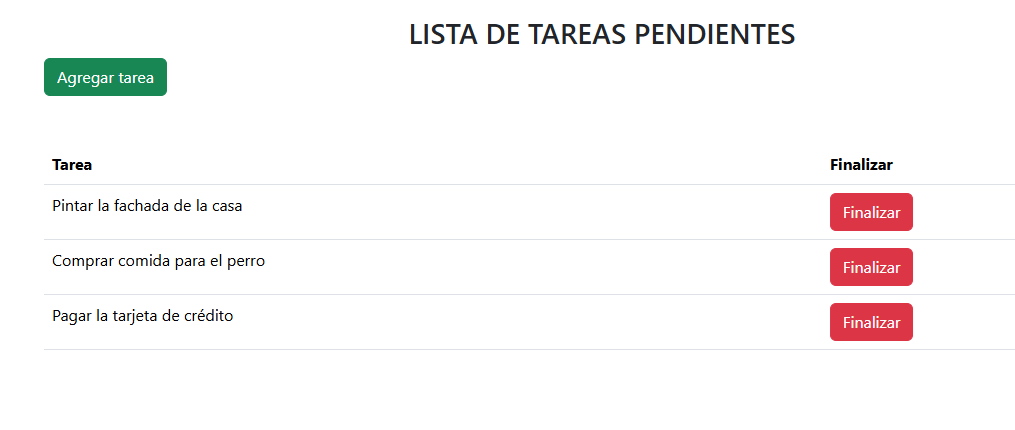 LISTA DE TAREAS PENDIENTES
Agregar tarea
Tarea Finalizar
Pintar la fachada de la casa Finalizar
Comprar comida para el perro Finalizar
Pagar la tarjeta de crédito Finalizar